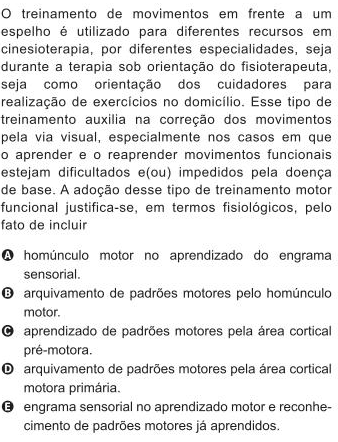 O treinamento de movimentos em frente a um
espelho é utilizado para diferentes recursos em
cinesioterapia, por diferentes especialidades, seja
durante a terapia sob orientação do fisioterapeuta,
seja como orientação dos cuidadores para
realização de exercícios no domicílio. Esse tipo de
treinamento auxilia na correção dos movimentos
pela via visual, especialmente nos casos em que
o aprender e o reaprender movimentos funcionais
estejam dificultados e(ou) impedidos pela doença
de base. A adoção desse tipo de treinamento motor
funcional justifica-se, em termos fisiológicos, pelo
fato de incluir
A homúnculo motor no aprendizado do engrama
sensorial.
B arquivamento de padrões motores pelo homúnculo
motor.
C aprendizado de padrões motores pela área cortical
pré-motora.
D arquivamento de padrões motores pela área cortical
motora primária.
E engrama sensorial no aprendizado motor e reconhe-
cimento de padrões motores já aprendidos.